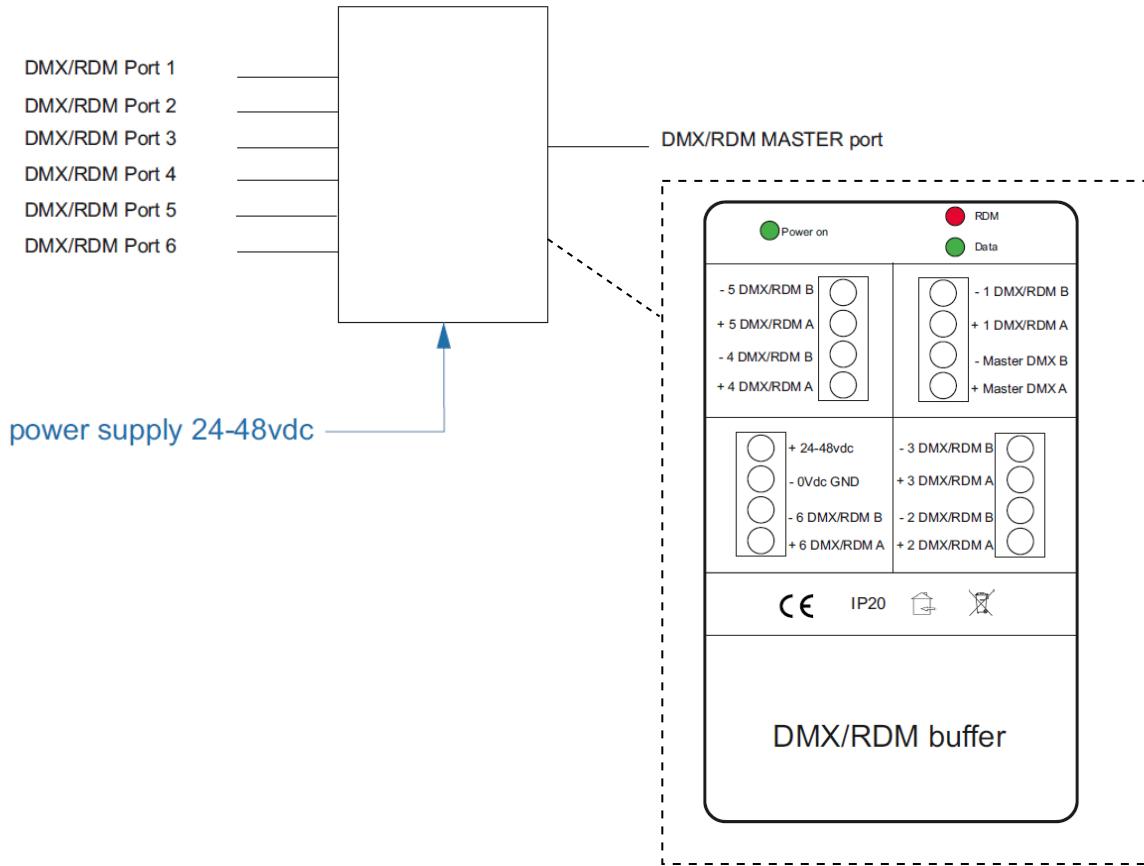 DMX/RDM Port 1
DMX/RDM Port 2
DMX/RDM Port 3
DMX/RDM Port 4
DMX/RDM Port 5
DMX/RDM Port 6
DMX/RDM MASTER port
power supply 24-48vdc
Power on
RDM
Data
- 5 DMX/RDM B
+ 5 DMX/RDM A
- 4 DMX/RDM B
+ 4 DMX/RDM A
- 1 DMX/RDM B
+ 1 DMX/RDM A
- Master DMX B
+ Master DMX A
+ 24-48vdc
- 0Vdc GND
- 6 DMX/RDM B
+ 6 DMX/RDM A
- 3 DMX/RDM B
+ 3 DMX/RDM A
- 2 DMX/RDM B
+ 2 DMX/RDM A
CE IP20
DMX/RDM buffer